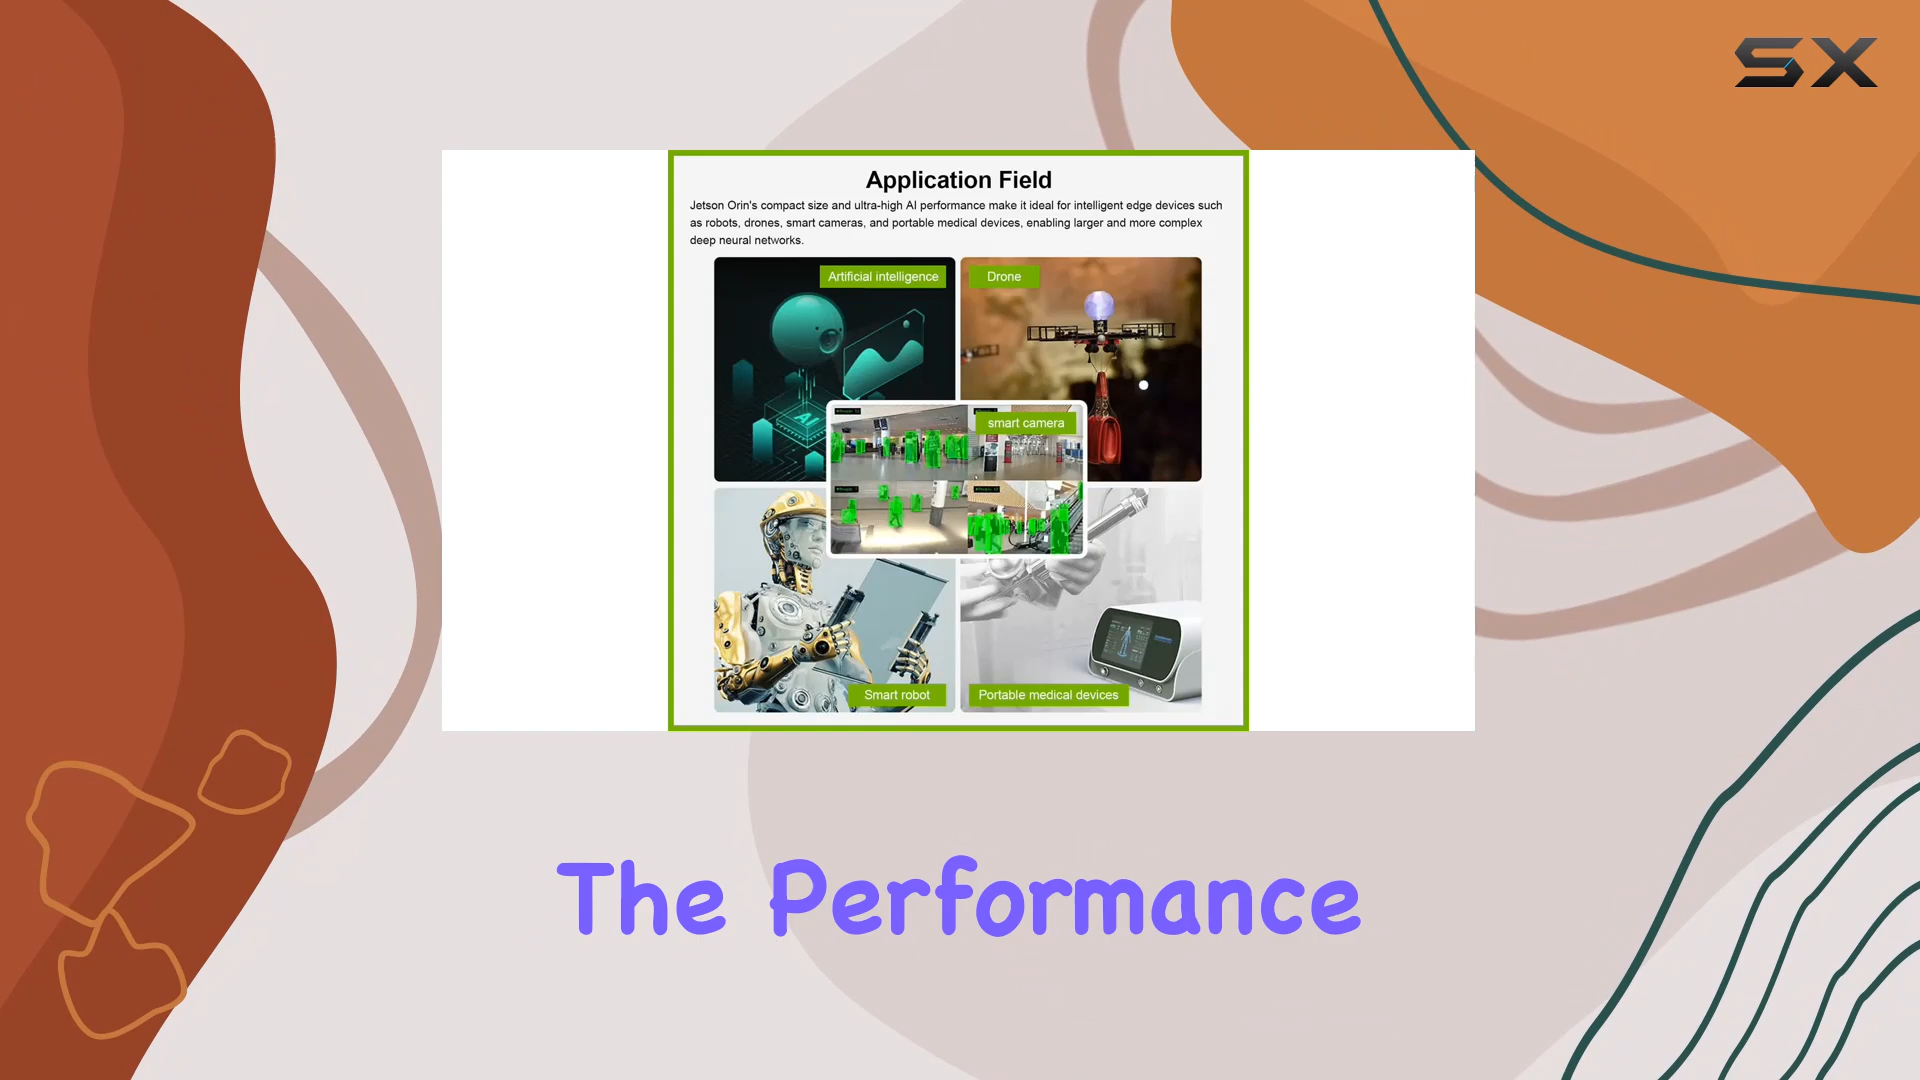 SX
Application Field
Jetson Orin's compact size and ultra-high AI performance make it ideal for intelligent edge devices such
as robots, drones, smart cameras, and portable medical devices, enabling larger and more complex
deep neural networks.
Artificial intelligence
Drone
AI
smart camera
Smart robot
Portable medical devices
The Performance